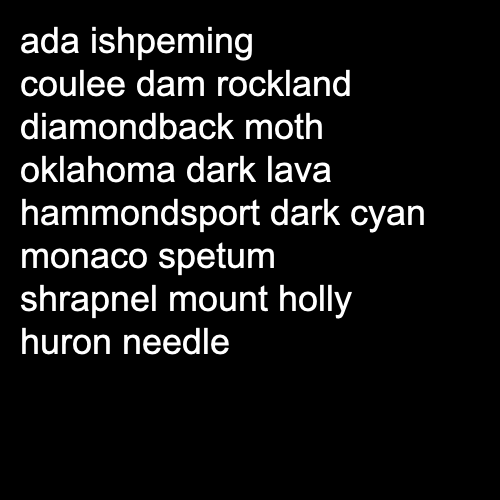 ada ishpeming
coulee dam rockland
diamondback moth
oklahoma dark lava
hammondsport dark cyan
monaco spetum
shrapnel mount holly
huron needle